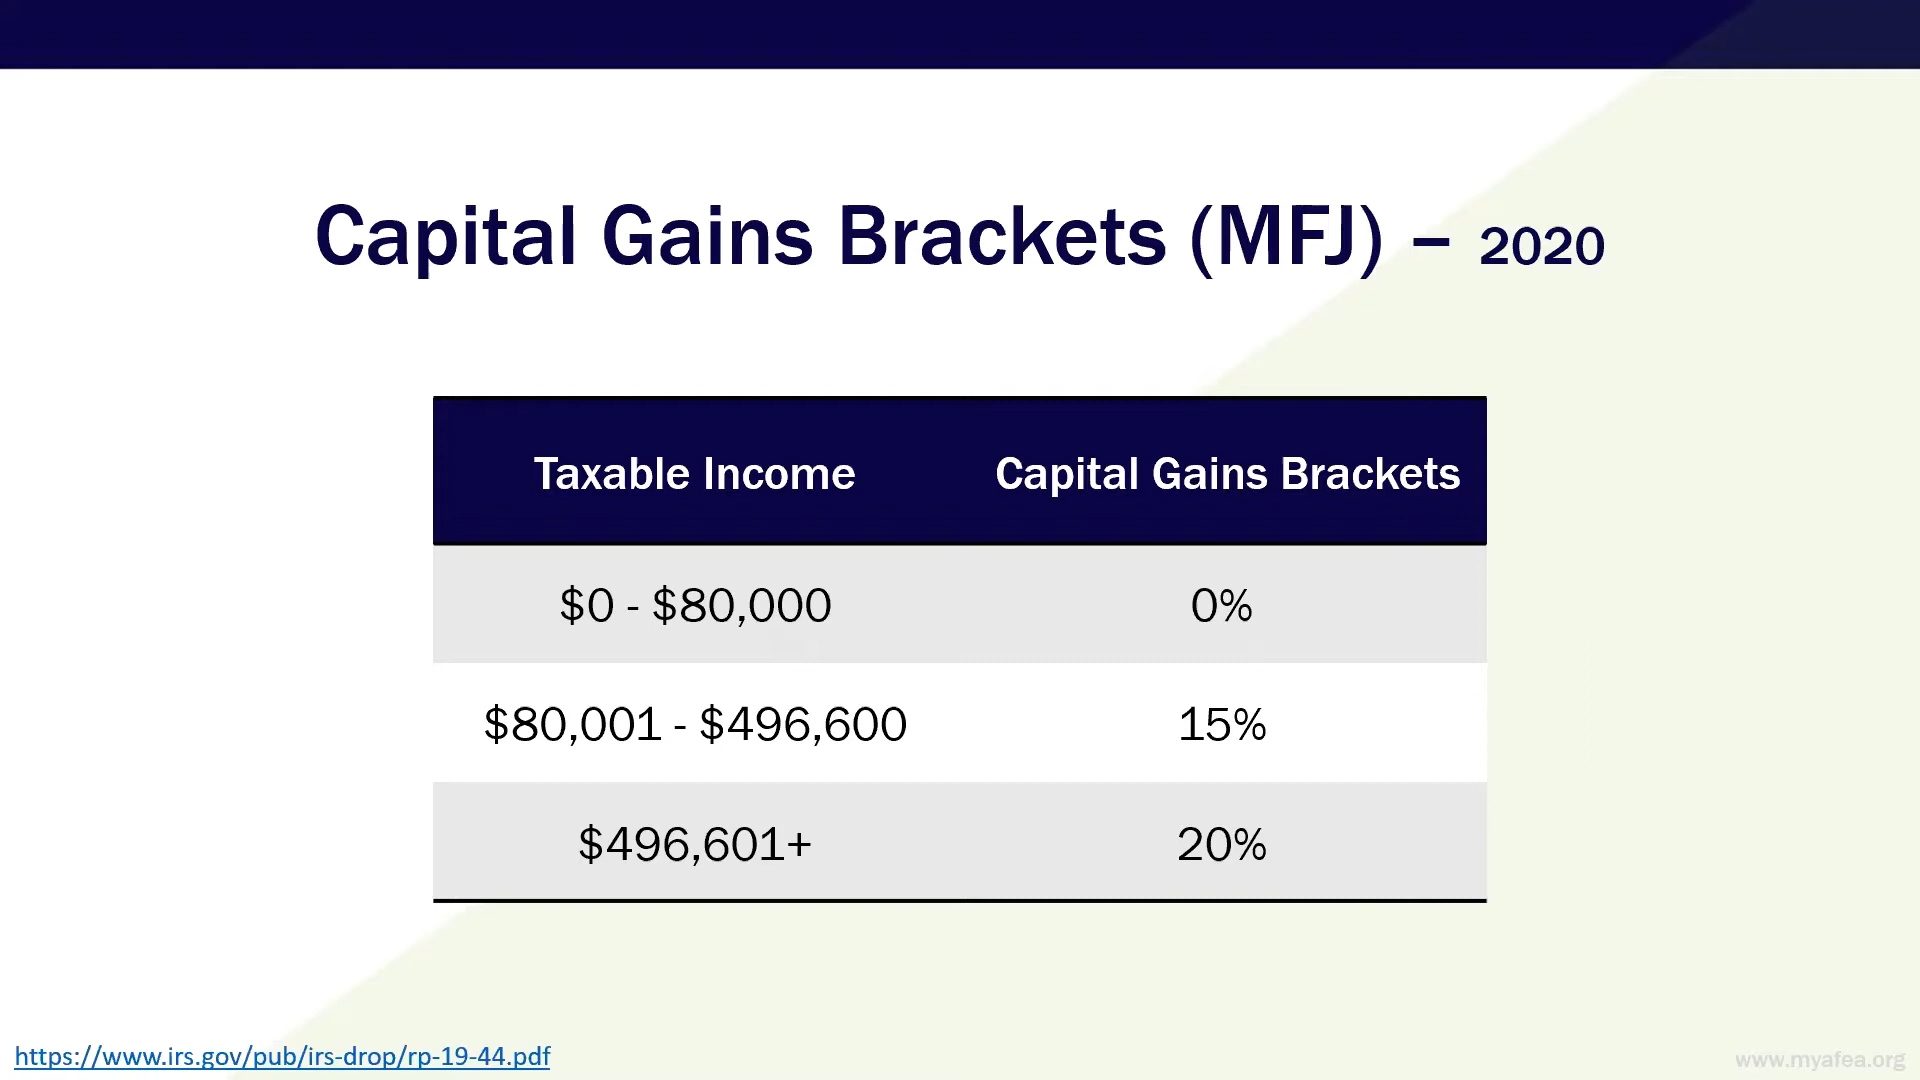 Capital Gains Brackets (MFJ) – 2020
Taxable Income Capital Gains Brackets
$0 - $80,000 0%
$80,001 - $496,600 15%
$496,601+ 20%
https://www.irs.gov/pub/irs-drop/rp-19-44.pdf
www.myafea.org